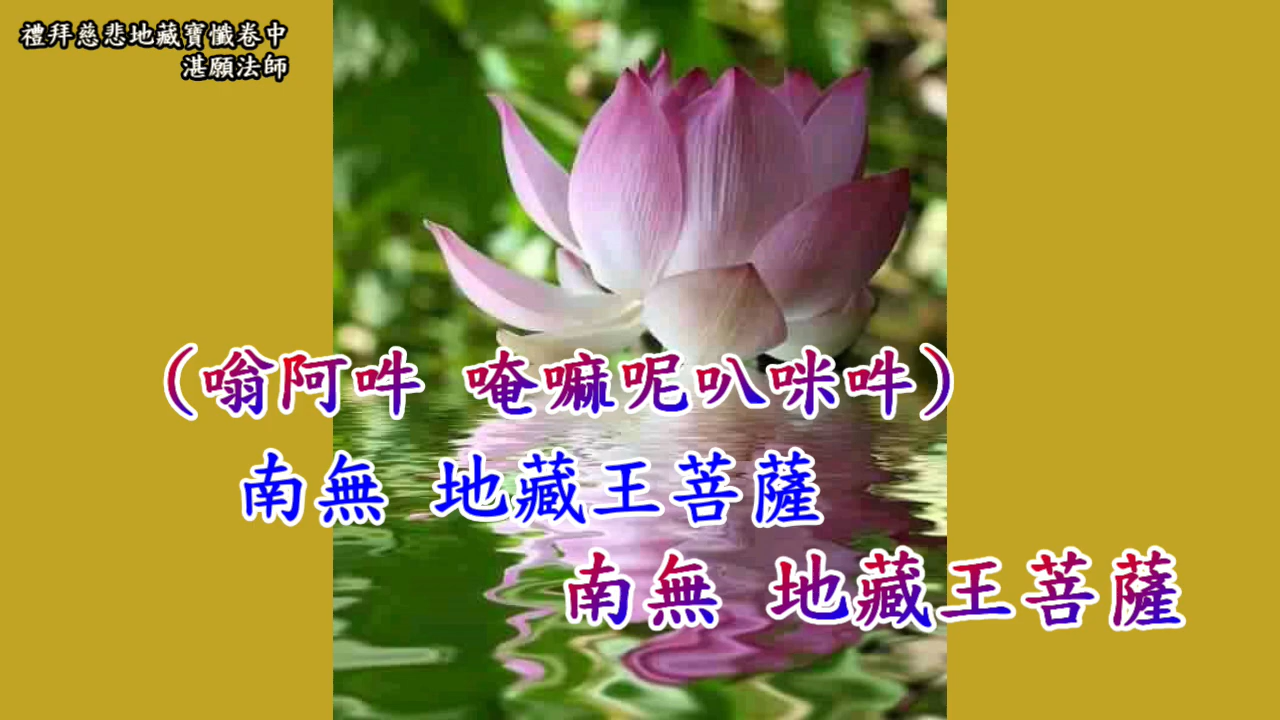 禮拜慈悲地藏寶懺卷中
湛願法師
（嗡阿吽 唵嘛呢叭咪吽）
南無 地藏王菩薩
南無 地藏王菩薩